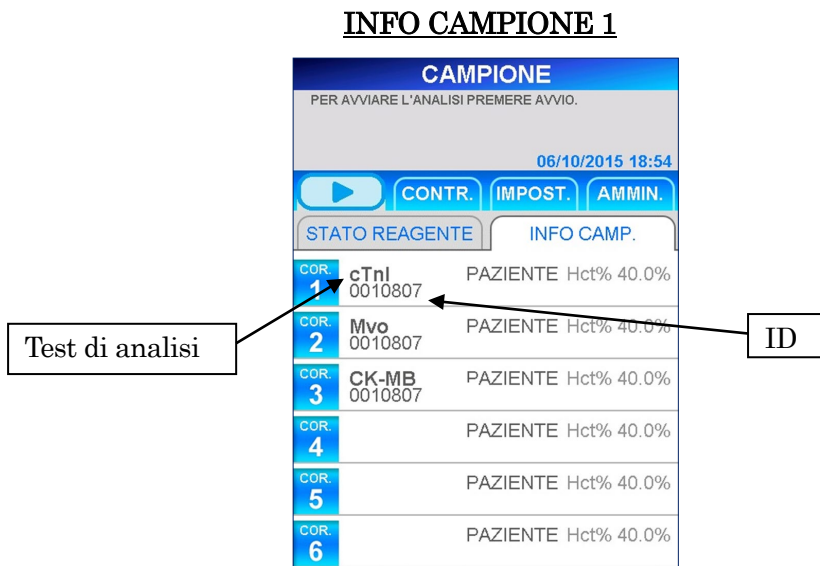 INFO CAMPIONE 1
CAMPIONE
PER AVVIARE L'ANALISI PREMERE AVVIO.
06/10/2015 18:54
CONTR. IMPOST. AMMIN.
STATO REAGENTE INFO CAMP.
COR. 1 cTnI PAZIENTE Hct% 40.0%
0010807
COR. 2 Mvo PAZIENTE Hct% 40.0%
0010807
COR. 3 CK-MB PAZIENTE Hct% 40.0%
0010807
COR. 4 PAZIENTE Hct% 40.0%
COR. 5 PAZIENTE Hct% 40.0%
COR. 6 PAZIENTE Hct% 40.0%
Test di analisi
ID